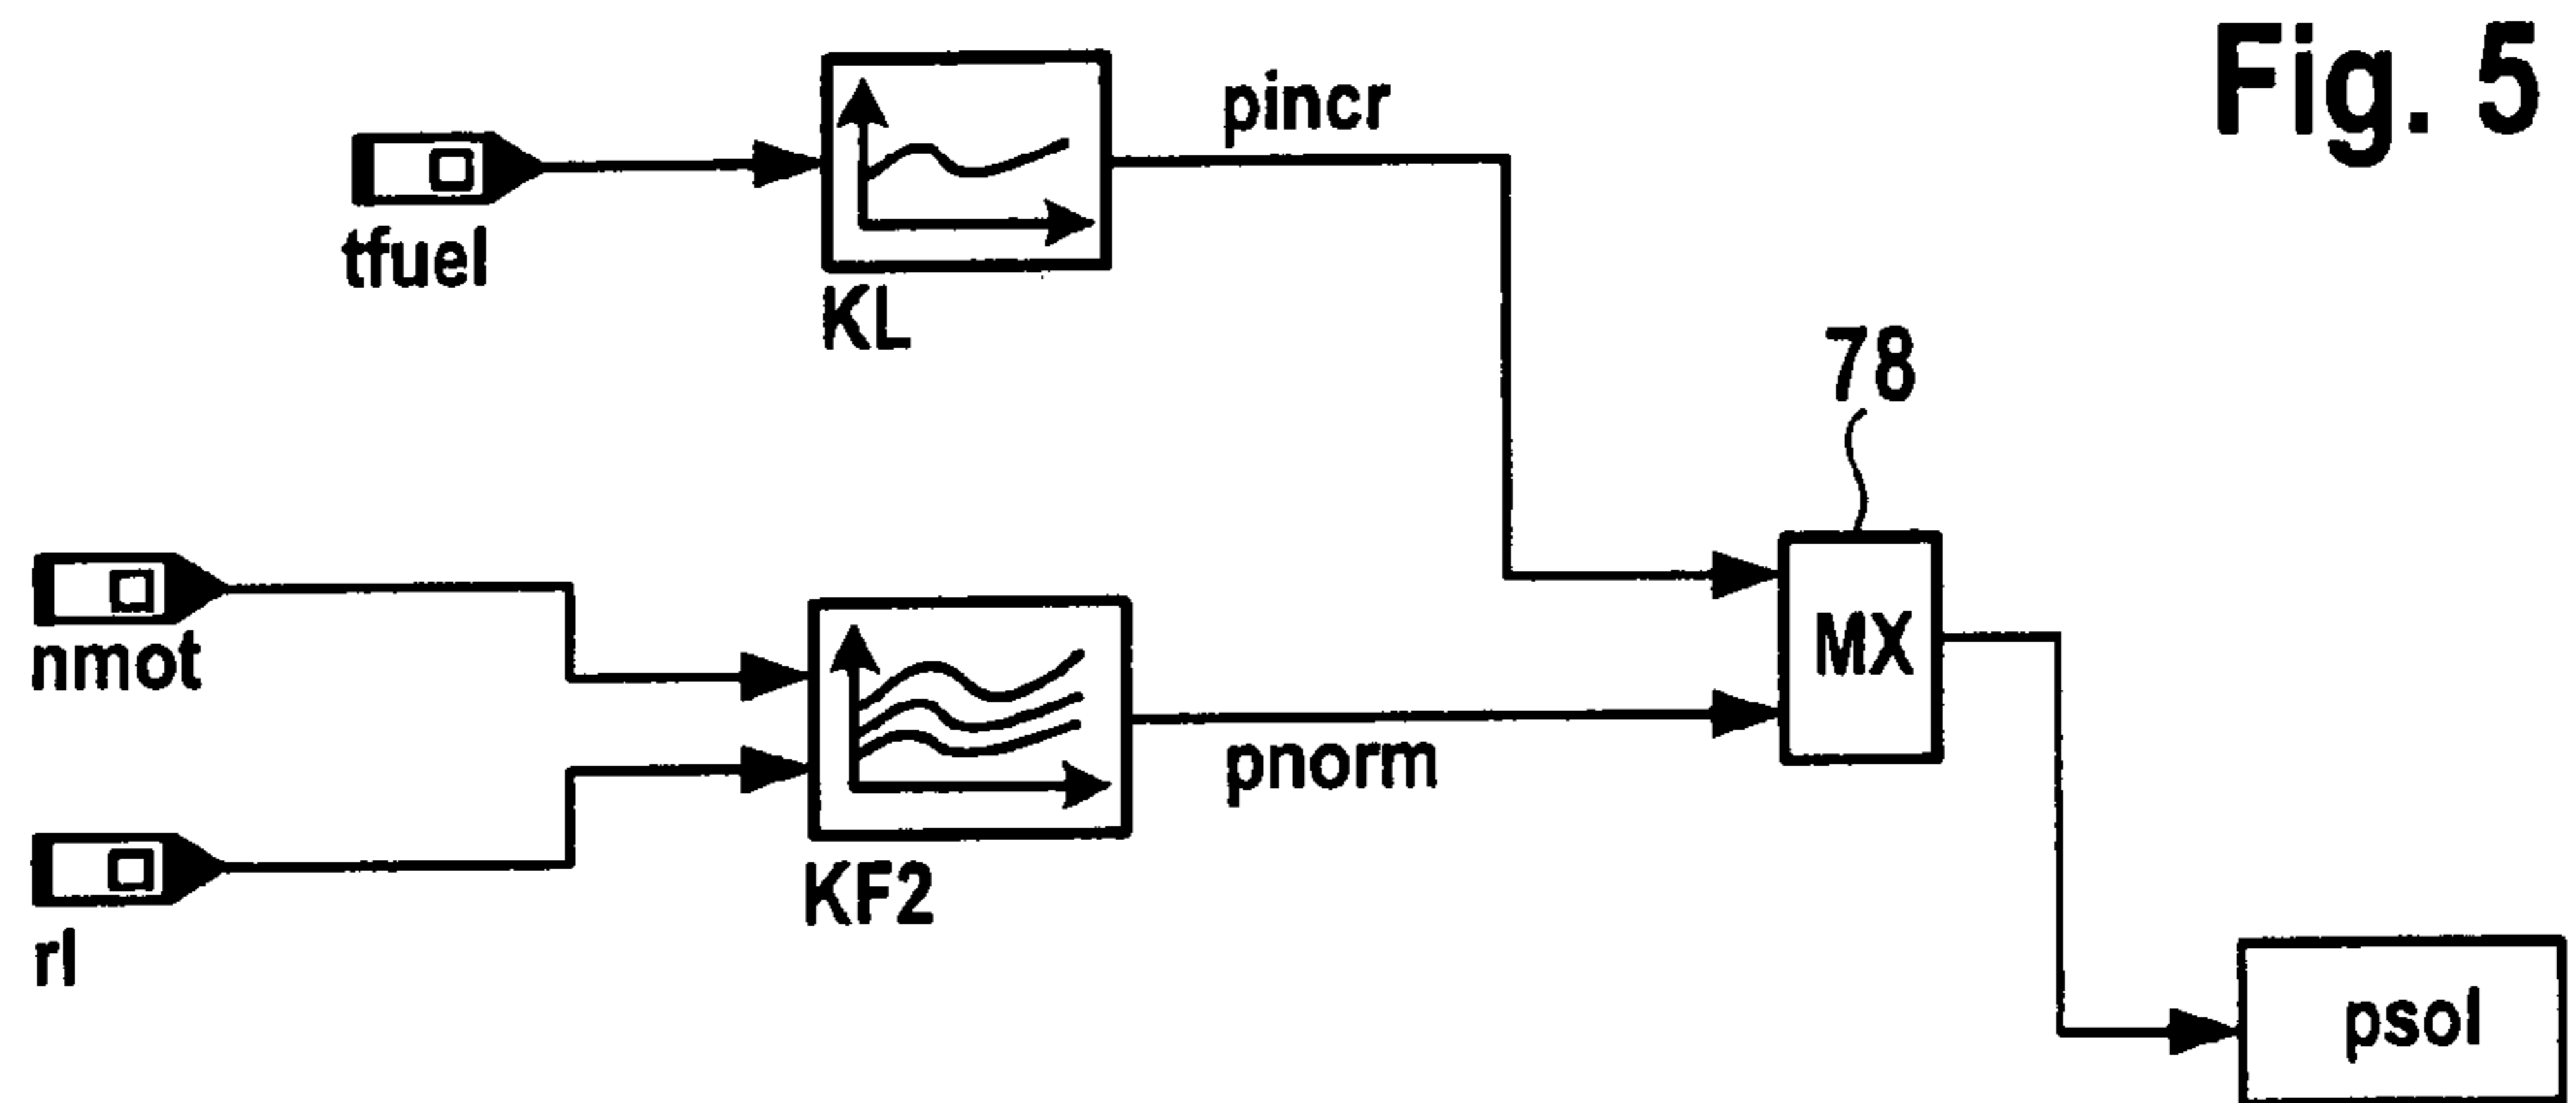 Fig. 5
pincr
tfuel
KL
78
nmot
MX
pnorm
KF2
rl
psol